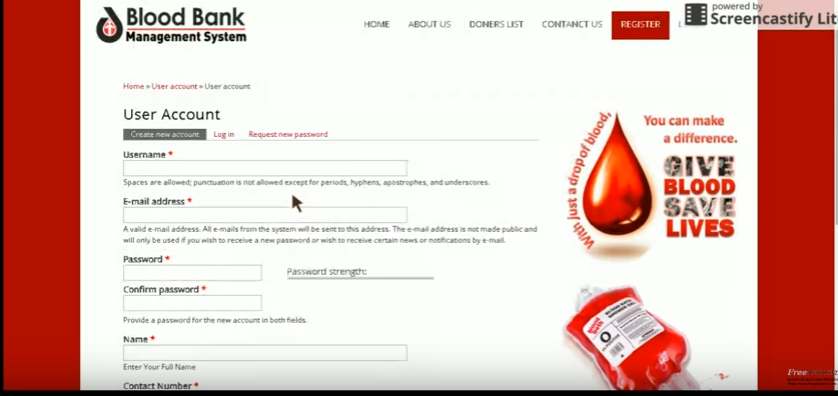 Blood Bank
Management System
HOME ABOUT US DONERS LIST CONTANCT US REGISTER
powered by
Screencastify Lit
Home » User account » User account
User Account
Create new account Log in Request new password
Username *
Spaces are allowed; punctuation is not allowed except for periods, hyphens, apostrophes, and underscores.
E-mail address *
A valid e-mail address. All e-mails from the system will be sent to this address. The e-mail address is not made public and
will only be used if you wish to receive a new password or wish to receive certain news or notifications by e-mail.
Password *
Password strength:
Confirm password *
Provide a password for the new account in both fields.
Name *
Enter Your Full Name
Contact Number *
With just a drop of blood,
You can make
a difference.
GIVE
BLOOD
SAVE
LIVES
O
Free